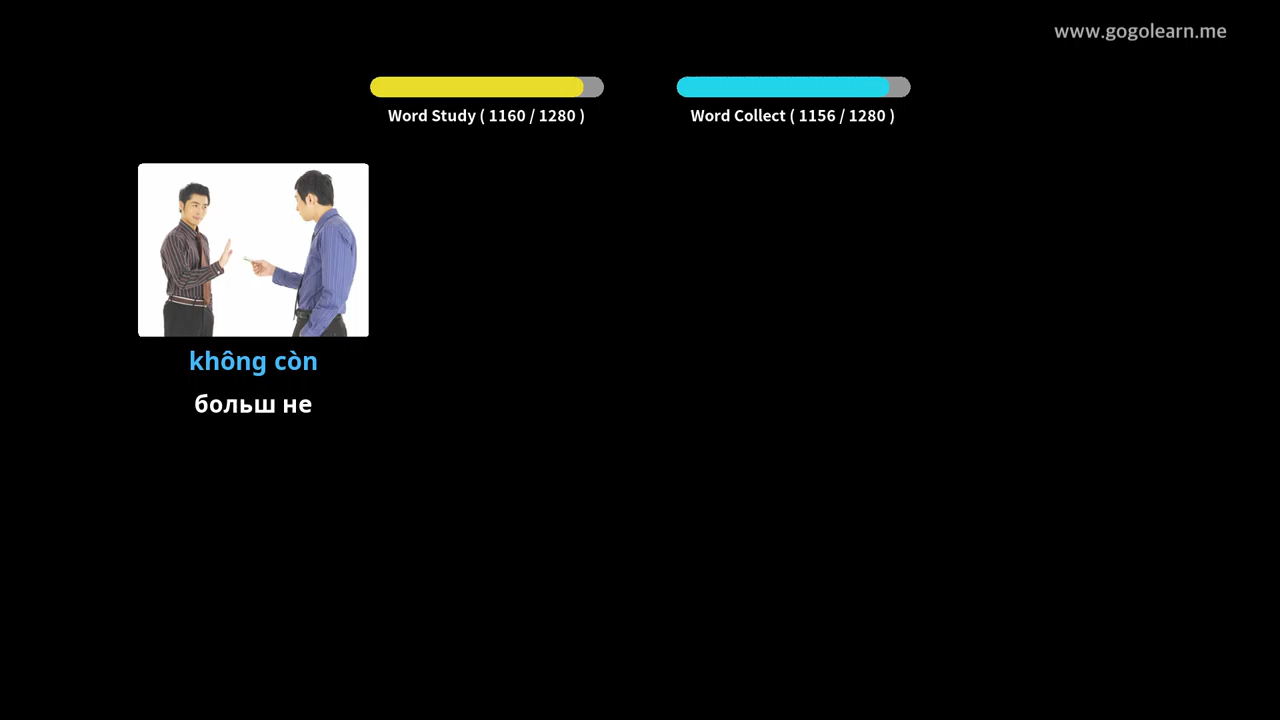 www.gogolearn.me
Word Study ( 1160 / 1280 )
Word Collect ( 1156 / 1280 )
không còn
больш не